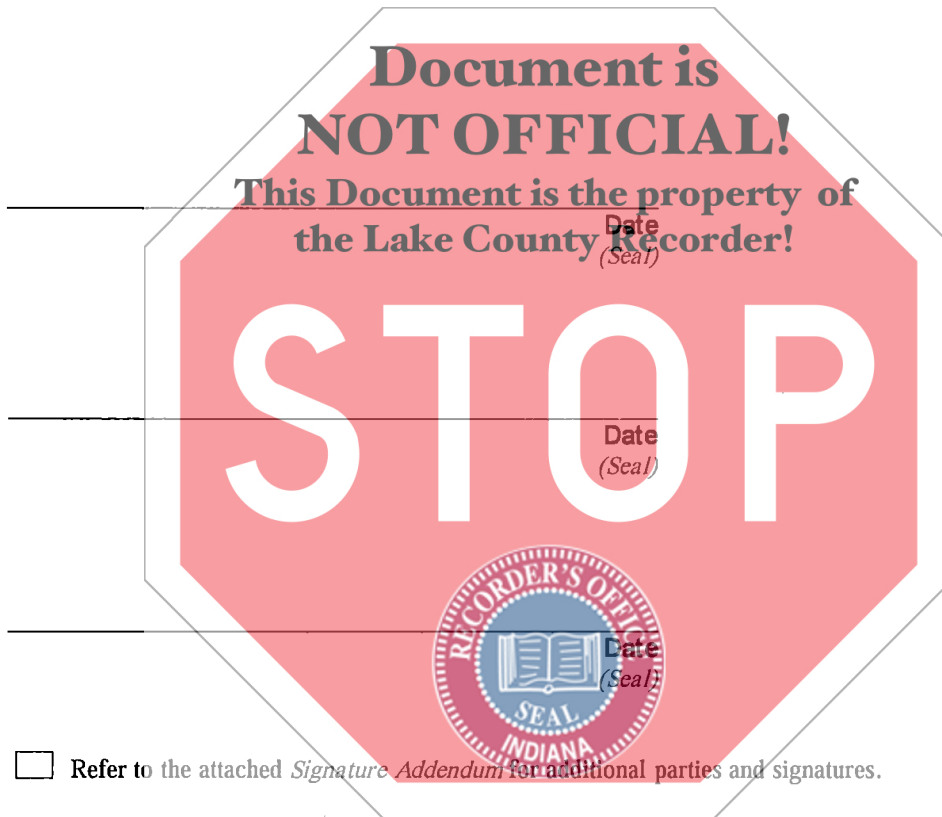 Document is
NOT OFFICIAL!
This Document is the property of
the Lake County Recorder!
Date
(Seal)
STOP
Date
(Seal)
RECORDER'S OFFICE
SEAL
INDIANA
Date
(Seal)
Refer to the attached Signature Addendum for additional parties and signatures.